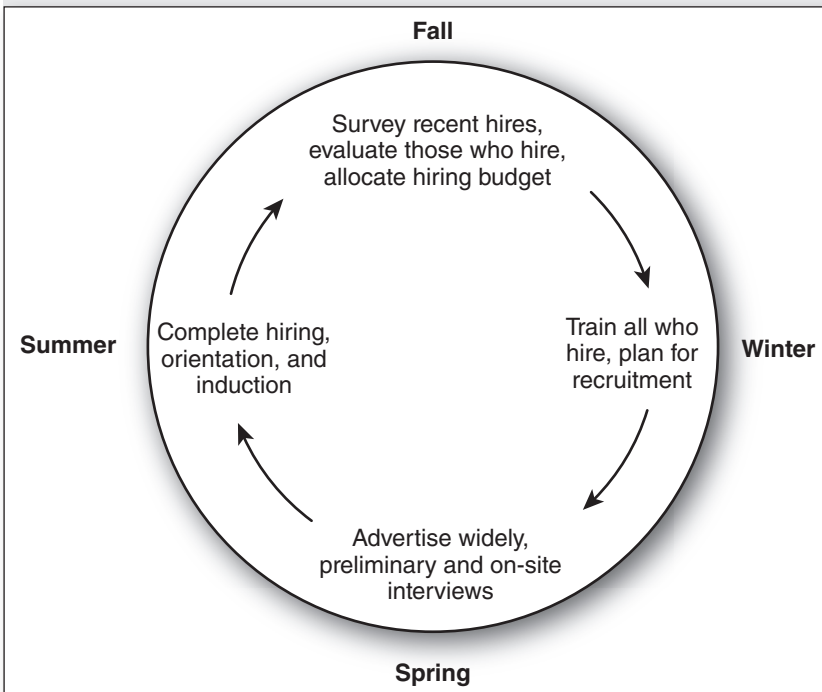 Fall
Survey recent hires,
evaluate those who hire,
allocate hiring budget
Summer
Complete hiring,
orientation, and
induction
Train all who
hire, plan for
recruitment
Winter
Advertise widely,
preliminary and on-site
interviews
Spring